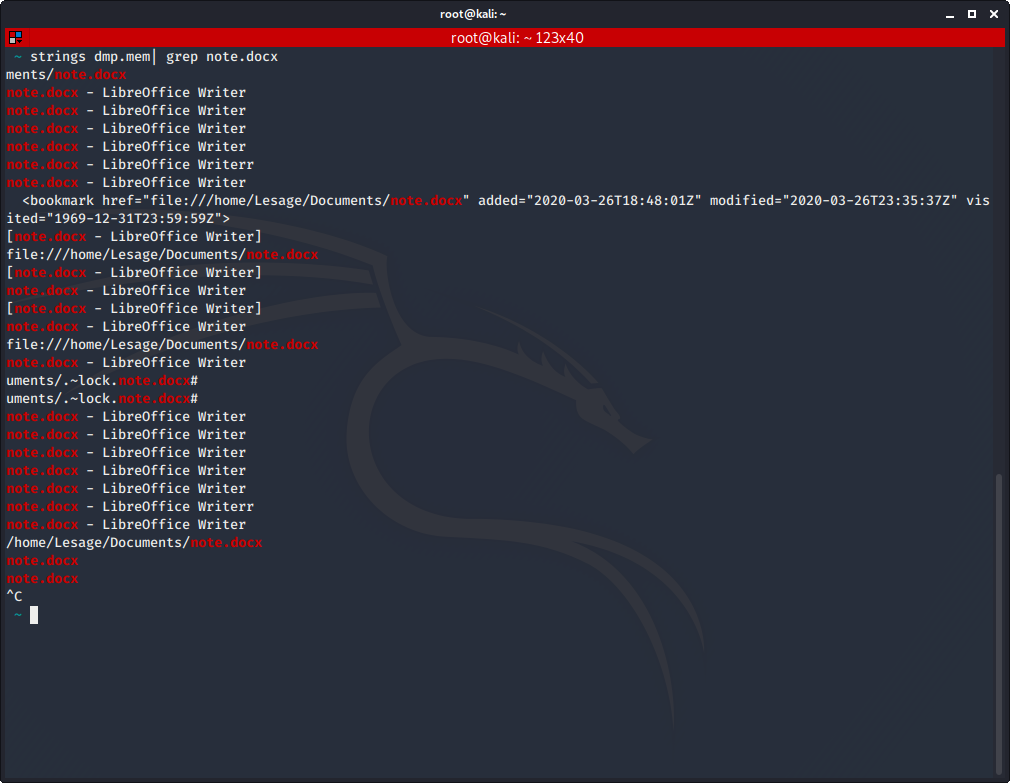 root@kali: ~
root@kali: ~ 123x40
~ strings dmp.mem| grep note.docx
ments/note.docx
note.docx - LibreOffice Writer
note.docx - LibreOffice Writer
note.docx - LibreOffice Writer
note.docx - LibreOffice Writer
note.docx - LibreOffice Writerr
note.docx - LibreOffice Writer
  <bookmark href="file:///home/Lesage/Documents/note.docx" added="2020-03-26T18:48:01Z" modified="2020-03-26T23:35:37Z" vis
ited="1969-12-31T23:59:59Z">
[note.docx - LibreOffice Writer]
file:///home/Lesage/Documents/note.docx
[note.docx - LibreOffice Writer]
note.docx - LibreOffice Writer
[note.docx - LibreOffice Writer]
note.docx - LibreOffice Writer
file:///home/Lesage/Documents/note.docx
note.docx - LibreOffice Writer
uments/.~lock.note.docx#
uments/.~lock.note.docx#
note.docx - LibreOffice Writer
note.docx - LibreOffice Writer
note.docx - LibreOffice Writer
note.docx - LibreOffice Writer
note.docx - LibreOffice Writer
note.docx - LibreOffice Writerr
note.docx - LibreOffice Writer
/home/Lesage/Documents/note.docx
note.docx
note.docx
^C
~